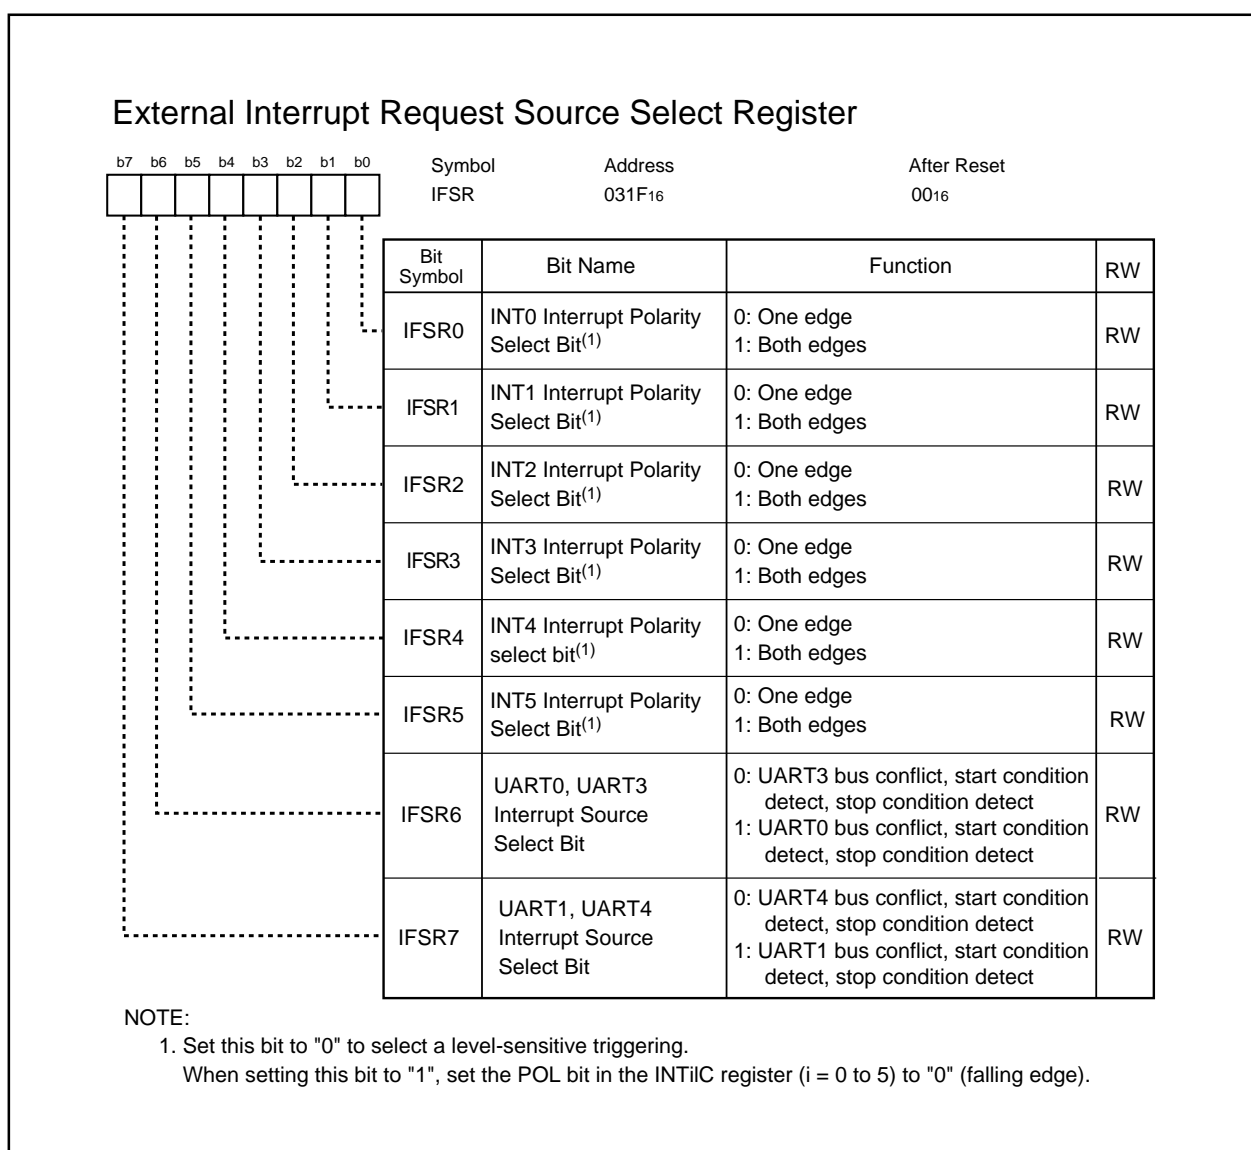 External Interrupt Request Source Select Register
b7 b6 b5 b4 b3 b2 b1 b0
Symbol Address After Reset
IFSR 031F16 0016
Bit Symbol Bit Name Function RW
IFSR0 INT0 Interrupt Polarity Select Bit(1) 0: One edge 1: Both edges RW
IFSR1 INT1 Interrupt Polarity Select Bit(1) 0: One edge 1: Both edges RW
IFSR2 INT2 Interrupt Polarity Select Bit(1) 0: One edge 1: Both edges RW
IFSR3 INT3 Interrupt Polarity Select Bit(1) 0: One edge 1: Both edges RW
IFSR4 INT4 Interrupt Polarity select bit(1) 0: One edge 1: Both edges RW
IFSR5 INT5 Interrupt Polarity Select Bit(1) 0: One edge 1: Both edges RW
IFSR6 UART0, UART3 Interrupt Source Select Bit 0: UART3 bus conflict, start condition detect, stop condition detect 1: UART0 bus conflict, start condition detect, stop condition detect RW
IFSR7 UART1, UART4 Interrupt Source Select Bit 0: UART4 bus conflict, start condition detect, stop condition detect 1: UART1 bus conflict, start condition detect, stop condition detect RW
NOTE:
1. Set this bit to "0" to select a level-sensitive triggering.
When setting this bit to "1", set the POL bit in the INTiIC register (i = 0 to 5) to "0" (falling edge).